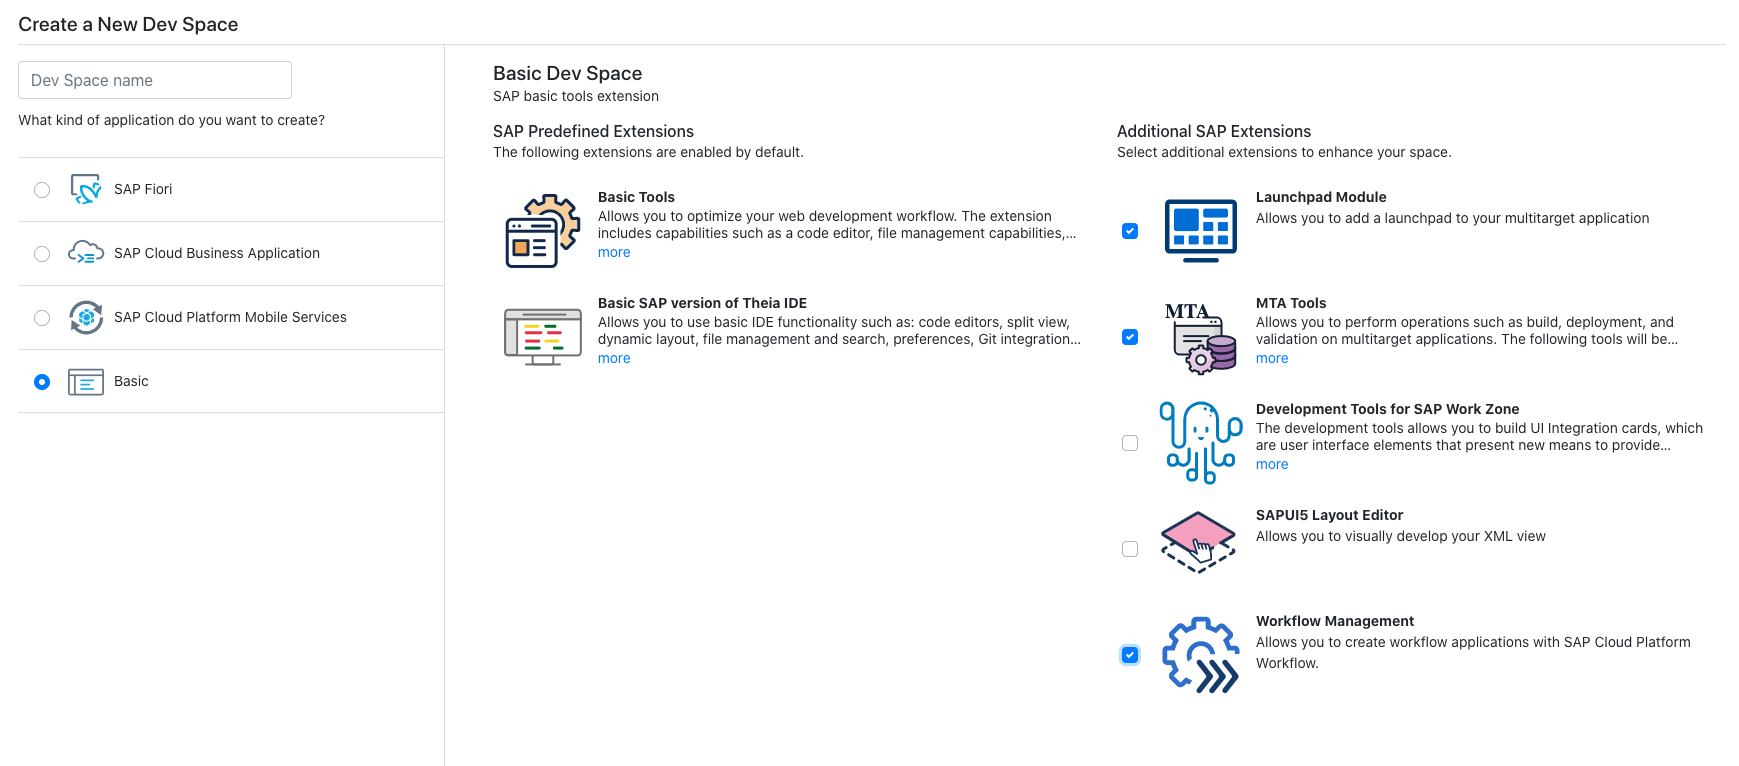 Create a New Dev Space
Dev Space name
What kind of application do you want to create?
SAP Fiori
SAP Cloud Business Application
SAP Cloud Platform Mobile Services
Basic
Basic Dev Space
SAP basic tools extension
SAP Predefined Extensions
The following extensions are enabled by default.
Basic Tools
Allows you to optimize your web development workflow. The extension
includes capabilities such as a code editor, file management capabilities,...
more
Basic SAP version of Theia IDE
Allows you to use basic IDE functionality such as: code editors, split view,
dynamic layout, file management and search, preferences, Git integration...
more
Additional SAP Extensions
Select additional extensions to enhance your space.
Launchpad Module
Allows you to add a launchpad to your multitarget application
MTA
MTA Tools
Allows you to perform operations such as build, deployment, and
validation on multitarget applications. The following tools will be...
more
Development Tools for SAP Work Zone
The development tools allows you to build UI Integration cards, which
are user interface elements that present new means to provide...
more
SAPUI5 Layout Editor
Allows you to visually develop your XML view
Workflow Management
Allows you to create workflow applications with SAP Cloud Platform
Workflow.